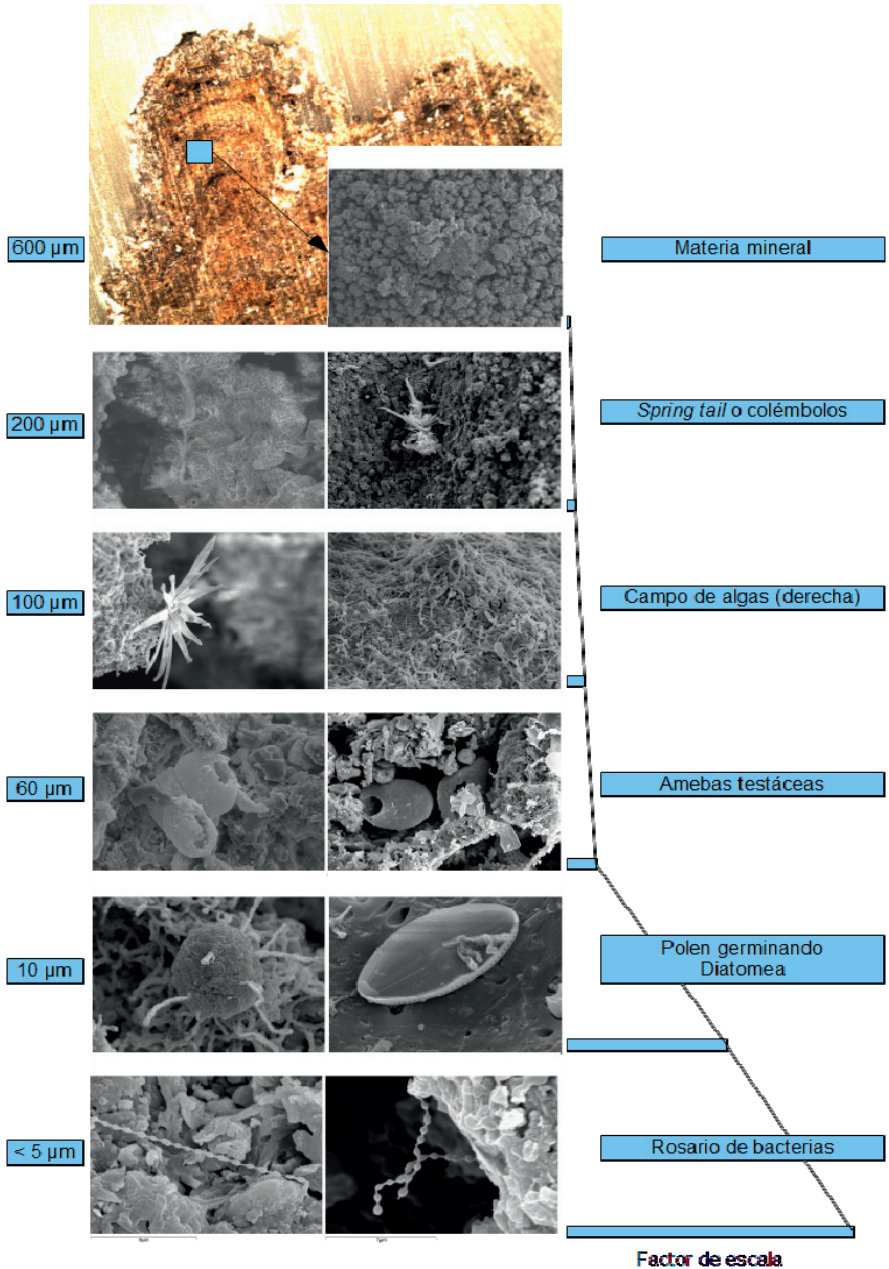 600 µm
Materia mineral
200 µm
Spring tail o colémbolos
100 µm
Campo de algas (derecha)
60 µm
Amebas testáceas
10 µm
Polen germinando
Diatomea
< 5 µm
Rosario de bacterias
Factor de escala